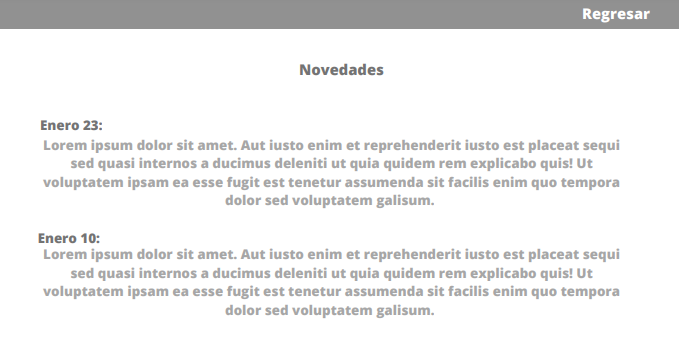 Regresar
Novedades
Enero 23:
Lorem ipsum dolor sit amet. Aut iusto enim et reprehenderit iusto est placeat sequi
sed quasi internos a ducimus deleniti ut quia quidem rem explicabo quis! Ut
voluptatem ipsam ea esse fugit est tenetur assumenda sit facilis enim quo tempora
dolor sed voluptatem galisum.
Enero 10:
Lorem ipsum dolor sit amet. Aut iusto enim et reprehenderit iusto est placeat sequi
sed quasi internos a ducimus deleniti ut quia quidem rem explicabo quis! Ut
voluptatem ipsam ea esse fugit est tenetur assumenda sit facilis enim quo tempora
dolor sed voluptatem galisum.